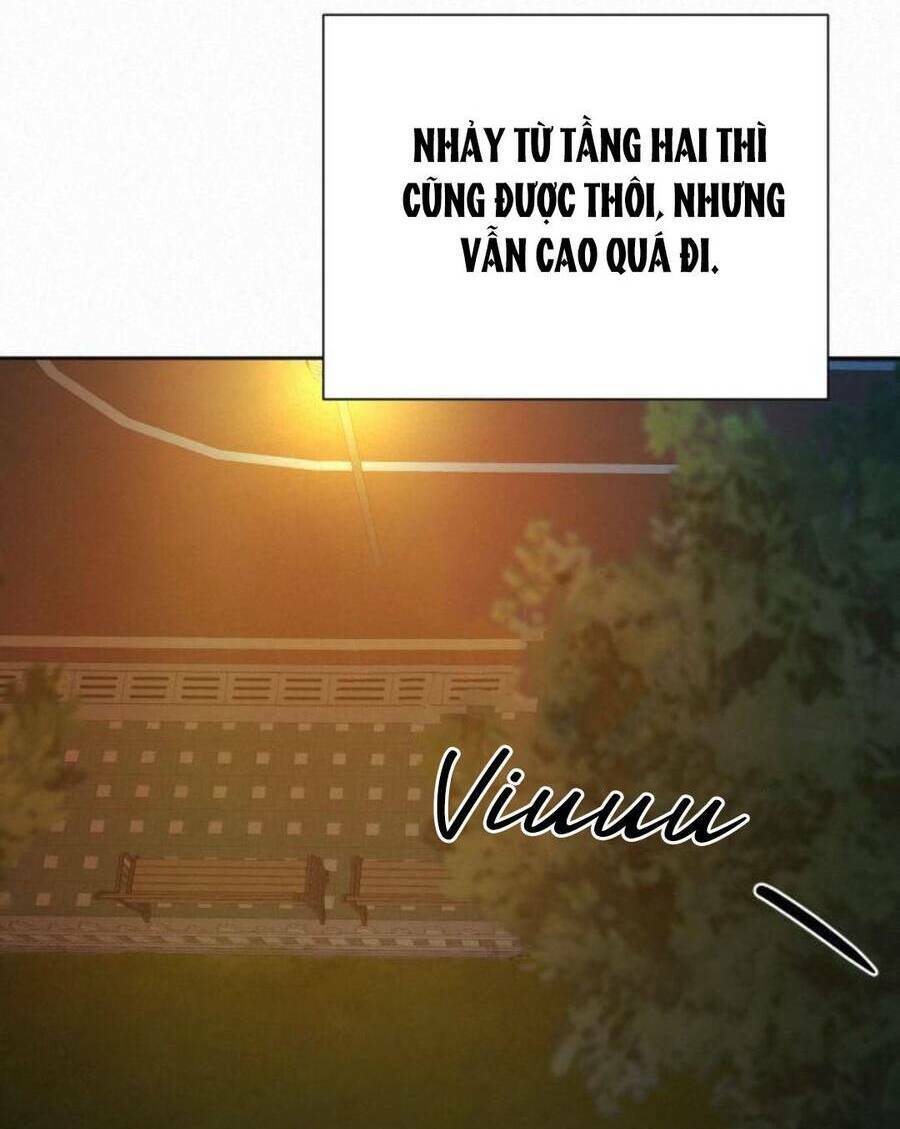 NHẢY TỪ TẦNG HAI THÌ
CŨNG ĐƯỢC THÔI, NHƯNG
VẪN CAO QUÁ ĐI.
Viuuu